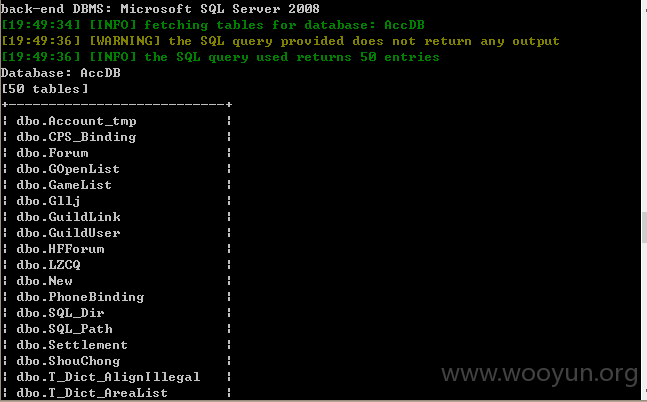 back-end DBMS: Microsoft SQL Server 2008
[19:49:34] [INFO] fetching tables for database: AccDB
[19:49:36] [WARNING] the SQL query provided does not return any output
[19:49:36] [INFO] the SQL query used returns 50 entries
Database: AccDB
[50 tables]
+---------------------------+
¦ dbo.Account_tmp ¦
¦ dbo.CPS_Binding ¦
¦ dbo.Forum ¦
¦ dbo.GOpenList ¦
¦ dbo.GameList ¦
¦ dbo.Gllj ¦
¦ dbo.GuildLink ¦
¦ dbo.GuildUser ¦
¦ dbo.HFForum ¦
¦ dbo.LZCQ ¦
¦ dbo.New ¦
¦ dbo.PhoneBinding ¦
¦ dbo.SQL_Dir ¦
¦ dbo.SQL_Path ¦
¦ dbo.Settlement ¦
¦ dbo.ShouChong ¦
¦ dbo.T_Dict_AlignIllegal ¦
¦ dbo.T_Dict_AreaList ¦
www.wooyun.org